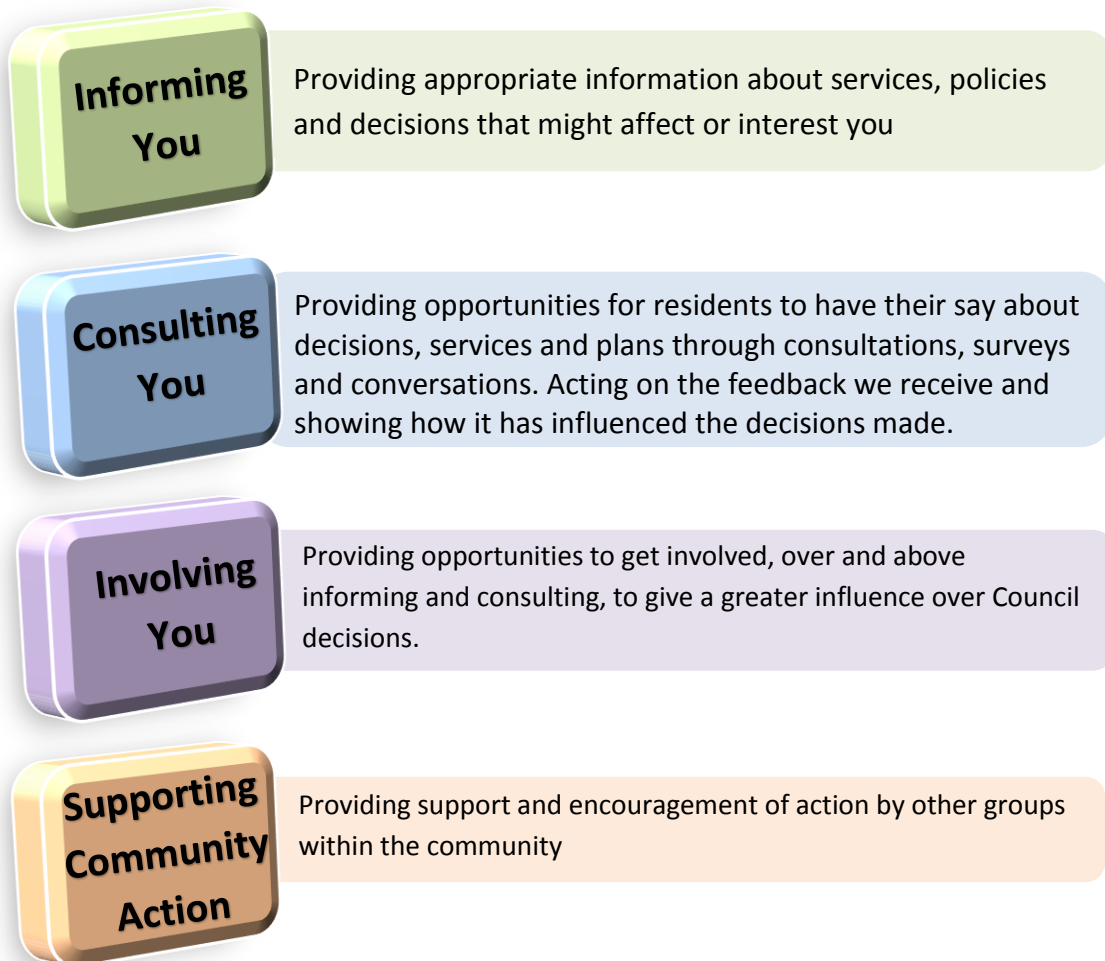 Informing
You
Providing appropriate information about services, policies
and decisions that might affect or interest you
Consulting
You
Providing opportunities for residents to have their say about
decisions, services and plans through consultations, surveys
and conversations. Acting on the feedback we receive and
showing how it has influenced the decisions made.
Involving
You
Providing opportunities to get involved, over and above
informing and consulting, to give a greater influence over Council
decisions.
Supporting
Community
Action
Providing support and encouragement of action by other groups
within the community